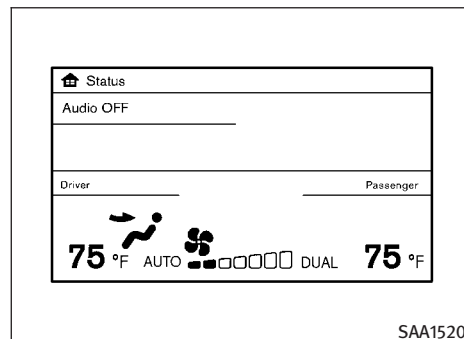 Status
Audio OFF
Driver Passenger
75 °F AUTO DUAL 75 °F
SAA1520